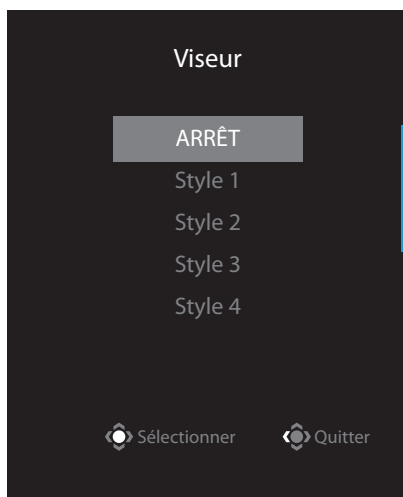 Viseur
ARRÊT
Style 1
Style 2
Style 3
Style 4
Sélectionner Quitter